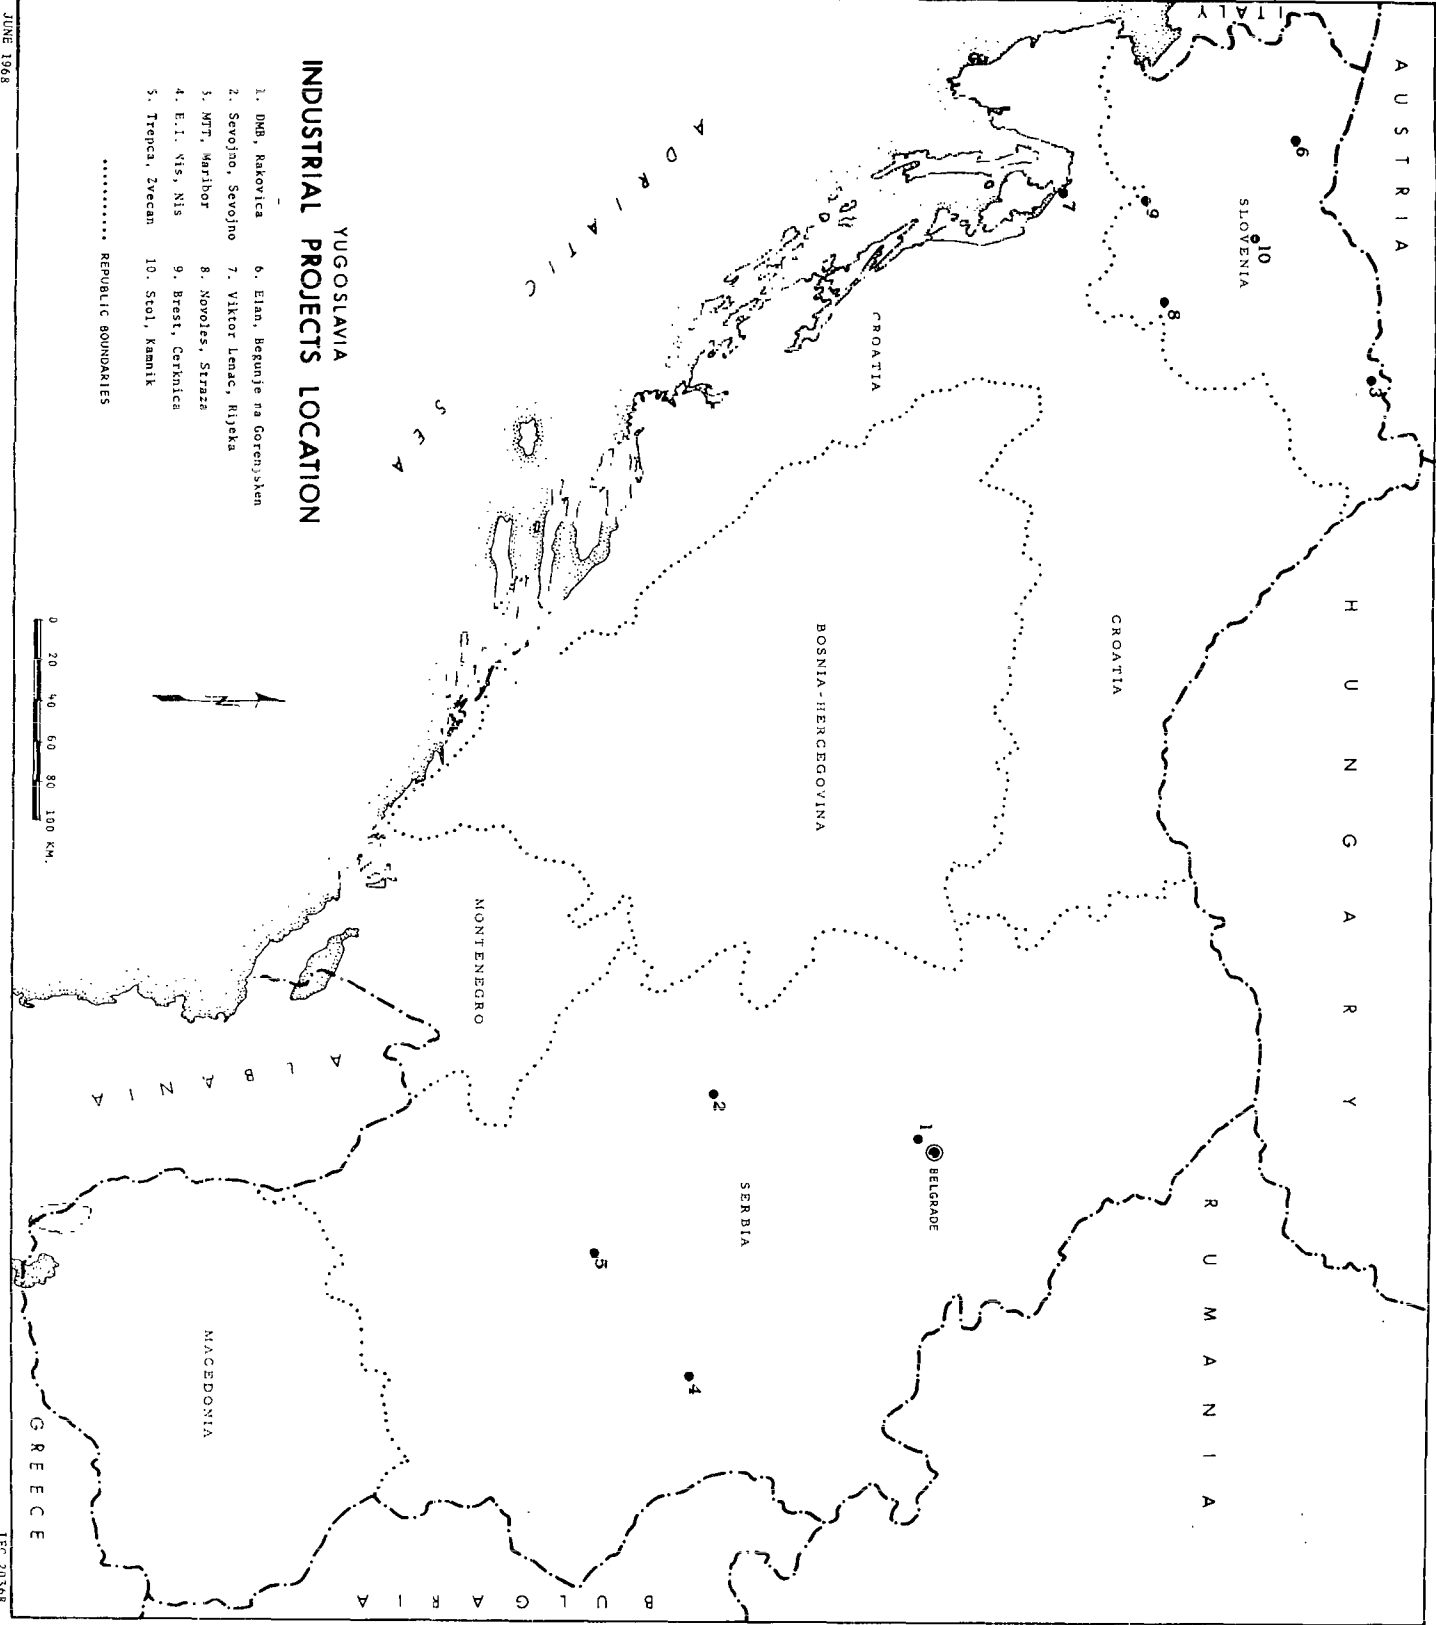 YUGOSLAVIA
INDUSTRIAL PROJECTS LOCATION
1. DMB, Rakovica
2. Sevojno, Sevojno
3. MTT, Maribor
4. E.I. Nis, Nis
5. Trepca, Zvecan
6. Elan, Begunje na Gorenjsken
7. Viktor Lenac, Rijeka
8. Novoles, Straza
9. Brest, Cerknica
10. Stol, Kamnik
.......... REPUBLIC BOUNDARIES
AUSTRIA
ITALY
HUNGARY
RUMANIA
BULGARIA
GREECE
ALBANIA
ADRIATIC
SEA
SLOVENIA
CROATIA
CROATIA
BOSNIA-HERCEGOVINA
MONTENEGRO
SERBIA
MACEDONIA
BELGRADE
1
2
3
4
5
6
7
8
9
10
N
0 20 40 60 80 100 KM.
JUNE 1968